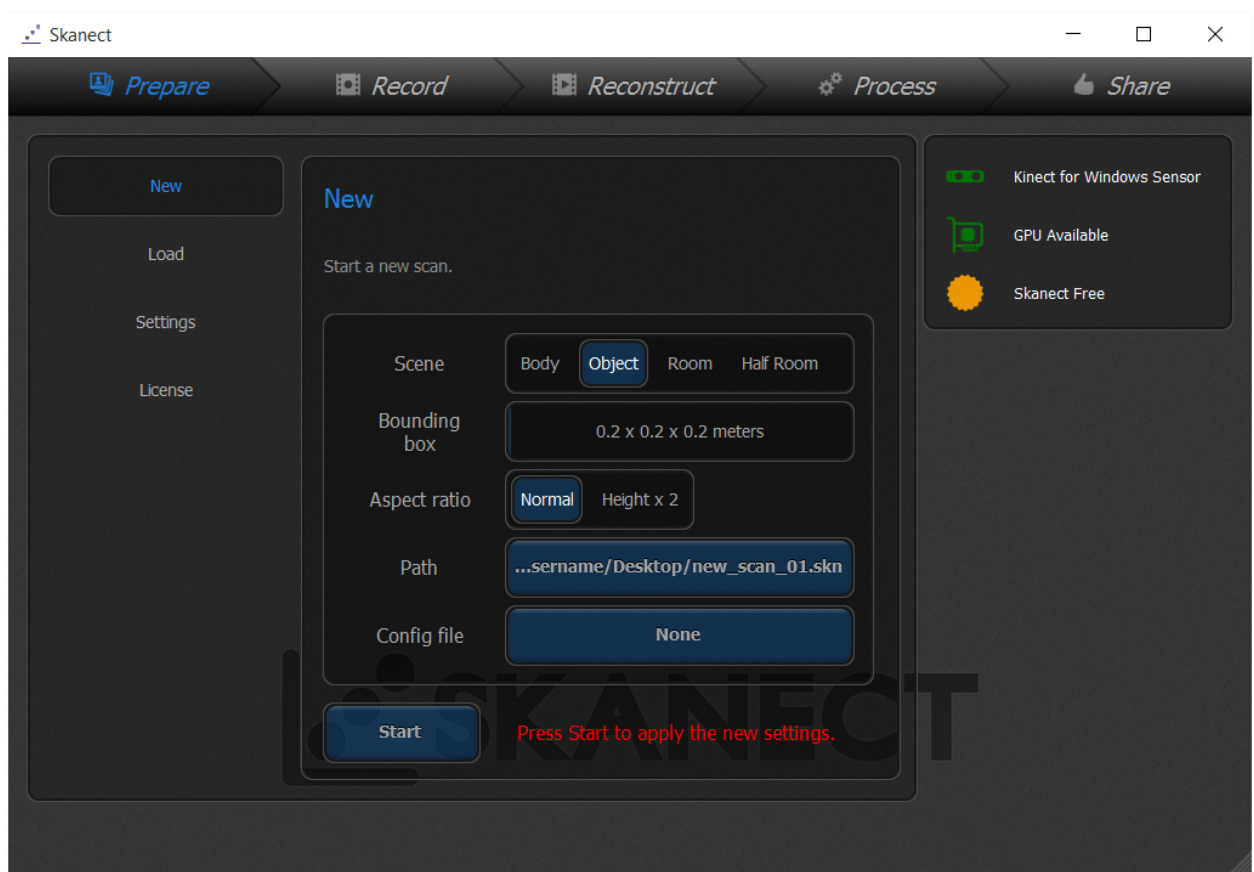 Skanect
Prepare
Record
Reconstruct
Process
Share
New
Load
Settings
License
New
Start a new scan.
Scene
Body
Object
Room
Half Room
Bounding
box
0.2 x 0.2 x 0.2 meters
Aspect ratio
Normal
Height x 2
Path
...sername/Desktop/new_scan_01.skn
Config file
None
Start
Press Start to apply the new settings.
SKANECT
Kinect for Windows Sensor
GPU Available
Skanect Free